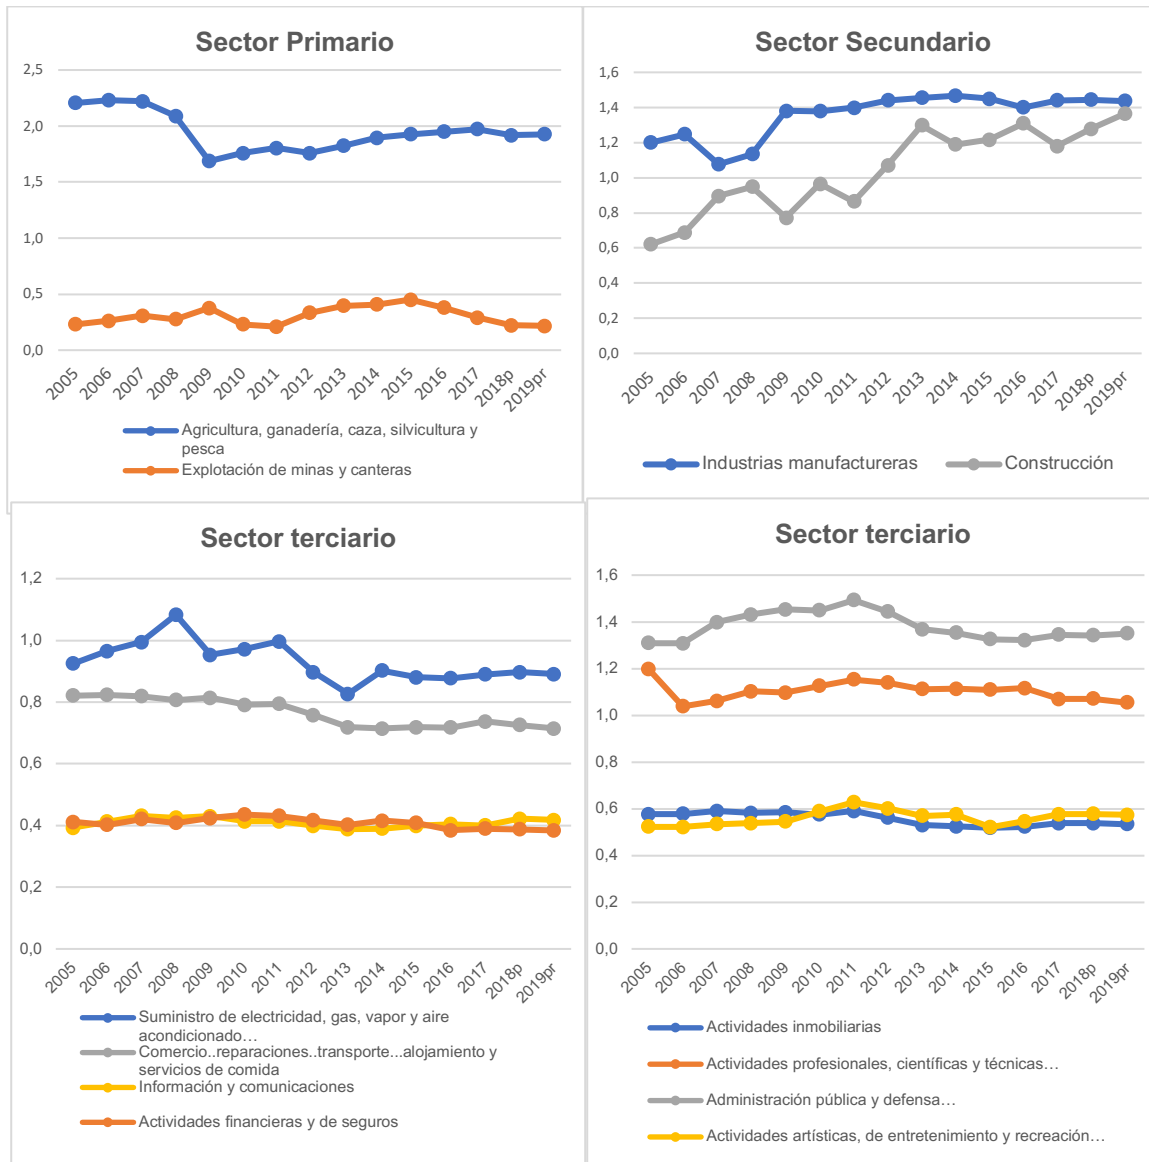 Sector Primario
2,5
2,0
1,5
1,0
0,5
0,0
2005 2006 2007 2008 2009 2010 2011 2012 2013 2014 2015 2016 2017 2018p 2019pr
Agricultura, ganadería, caza, silvicultura y
pesca
Explotación de minas y canteras
Sector Secundario
1,6
1,4
1,2
1,0
0,8
0,6
0,4
0,2
0,0
2005 2006 2007 2008 2009 2010 2011 2012 2013 2014 2015 2016 2017 2018p 2019pr
Industrias manufactureras Construcción
Sector terciario
1,2
1,0
0,8
0,6
0,4
0,2
0,0
2005 2006 2007 2008 2009 2010 2011 2012 2013 2014 2015 2016 2017 2018p 2019pr
Suministro de electricidad, gas, vapor y aire
acondicionado…
Comercio..reparaciones..transporte...alojamiento y
servicios de comida
Información y comunicaciones
Actividades financieras y de seguros
Sector terciario
1,6
1,4
1,2
1,0
0,8
0,6
0,4
0,2
0,0
2005 2006 2007 2008 2009 2010 2011 2012 2013 2014 2015 2016 2017 2018p 2019pr
Actividades inmobiliarias
Actividades profesionales, científicas y técnicas…
Administración pública y defensa…
Actividades artísticas, de entretenimiento y recreación…